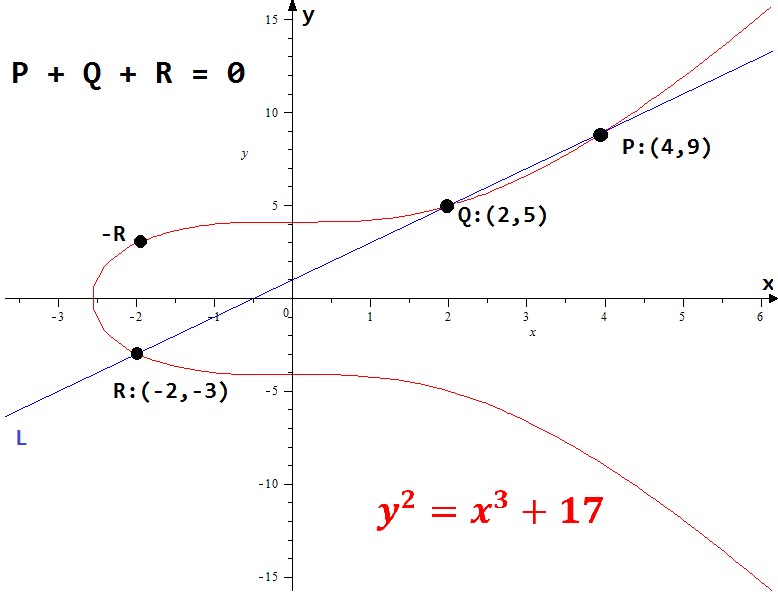 y
15
P + Q + R = 0
10
y
P:(4,9)
5
Q:(2,5)
-R
x
-3 -2 -1 0 1 2 3 4 5 6
x
R:(-2,-3)
-5
L
-10
y² = x³ + 17
-15